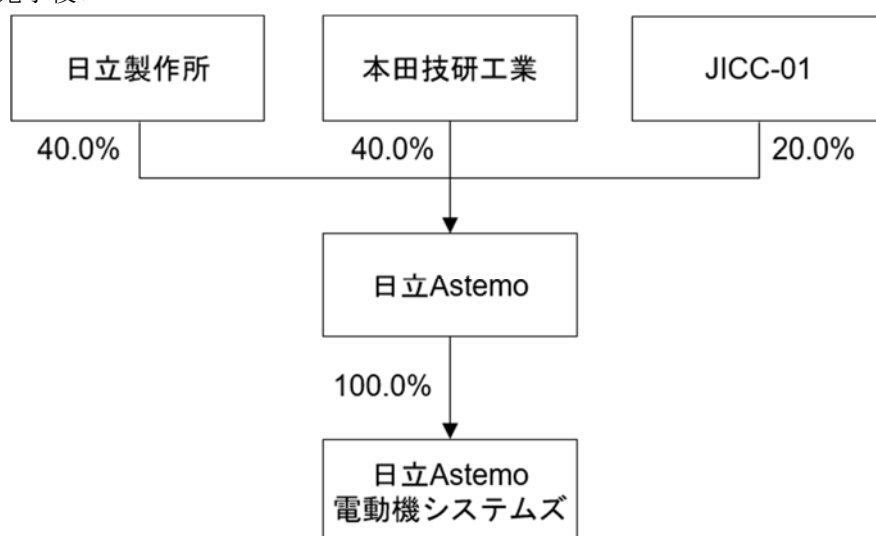 日立製作所
本田技研工業
JICC-01
40.0%
40.0%
20.0%
日立Astemo
100.0%
日立Astemo
電動機システムズ